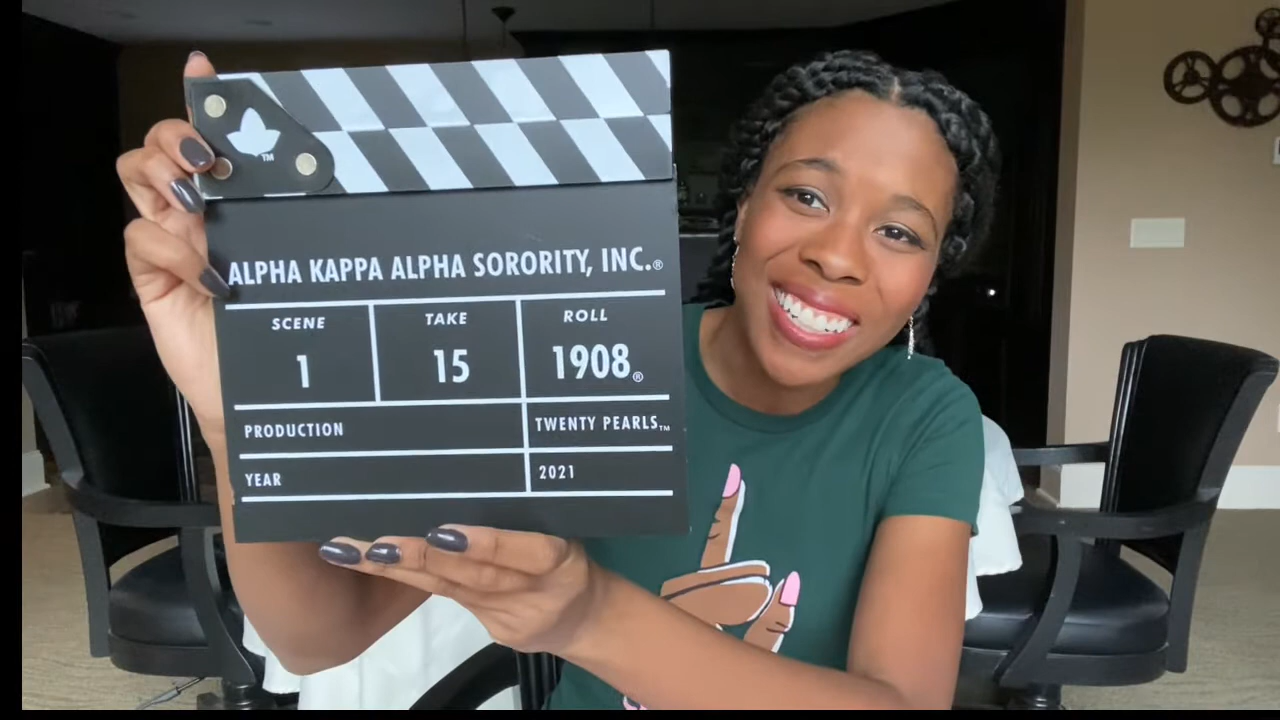 TM
ALPHA KAPPA ALPHA SORORITY, INC.®
SCENE TAKE ROLL
1 15 1908®
PRODUCTION TWENTY PEARLS™
YEAR 2021